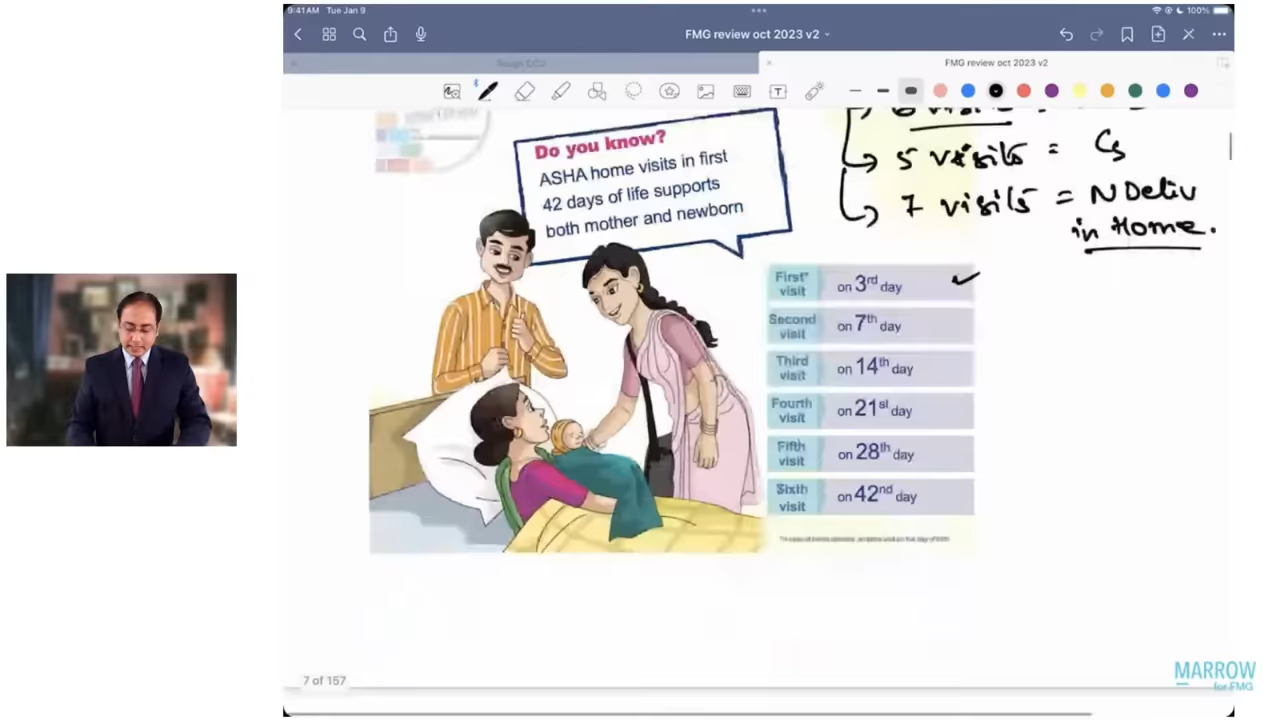 9:41 AM Tue Jan 9
100%
FMG review oct 2023 v2
FMG review oct 2023 v2
T
6 visits =
5 visits = Cs
7 visits = N Deliv
in Home.
Do you know?
ASHA home visits in first
42 days of life supports
both mother and newborn
First* visit on 3rd day
Second visit on 7th day
Third visit on 14th day
Fourth visit on 21st day
Fifth visit on 28th day
Sixth visit on 42nd day
7 of 157
MARROW
for FMG